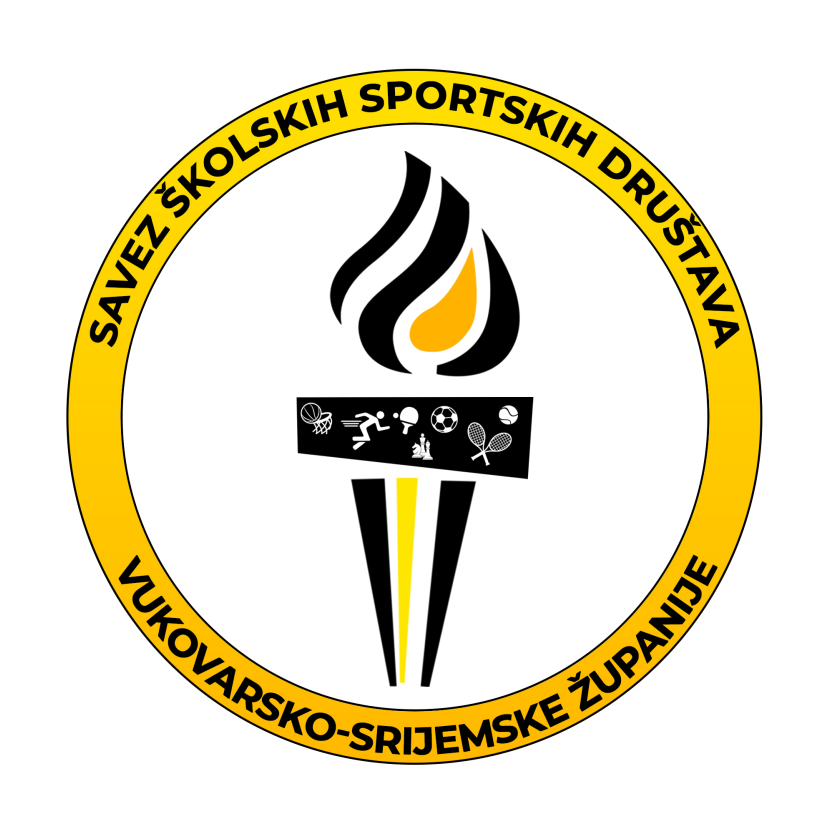 SAVEZ ŠKOLSKIH SPORTSKIH DRUŠTAVA
VUKOVARSKO-SRIJEMSKE ŽUPANIJE